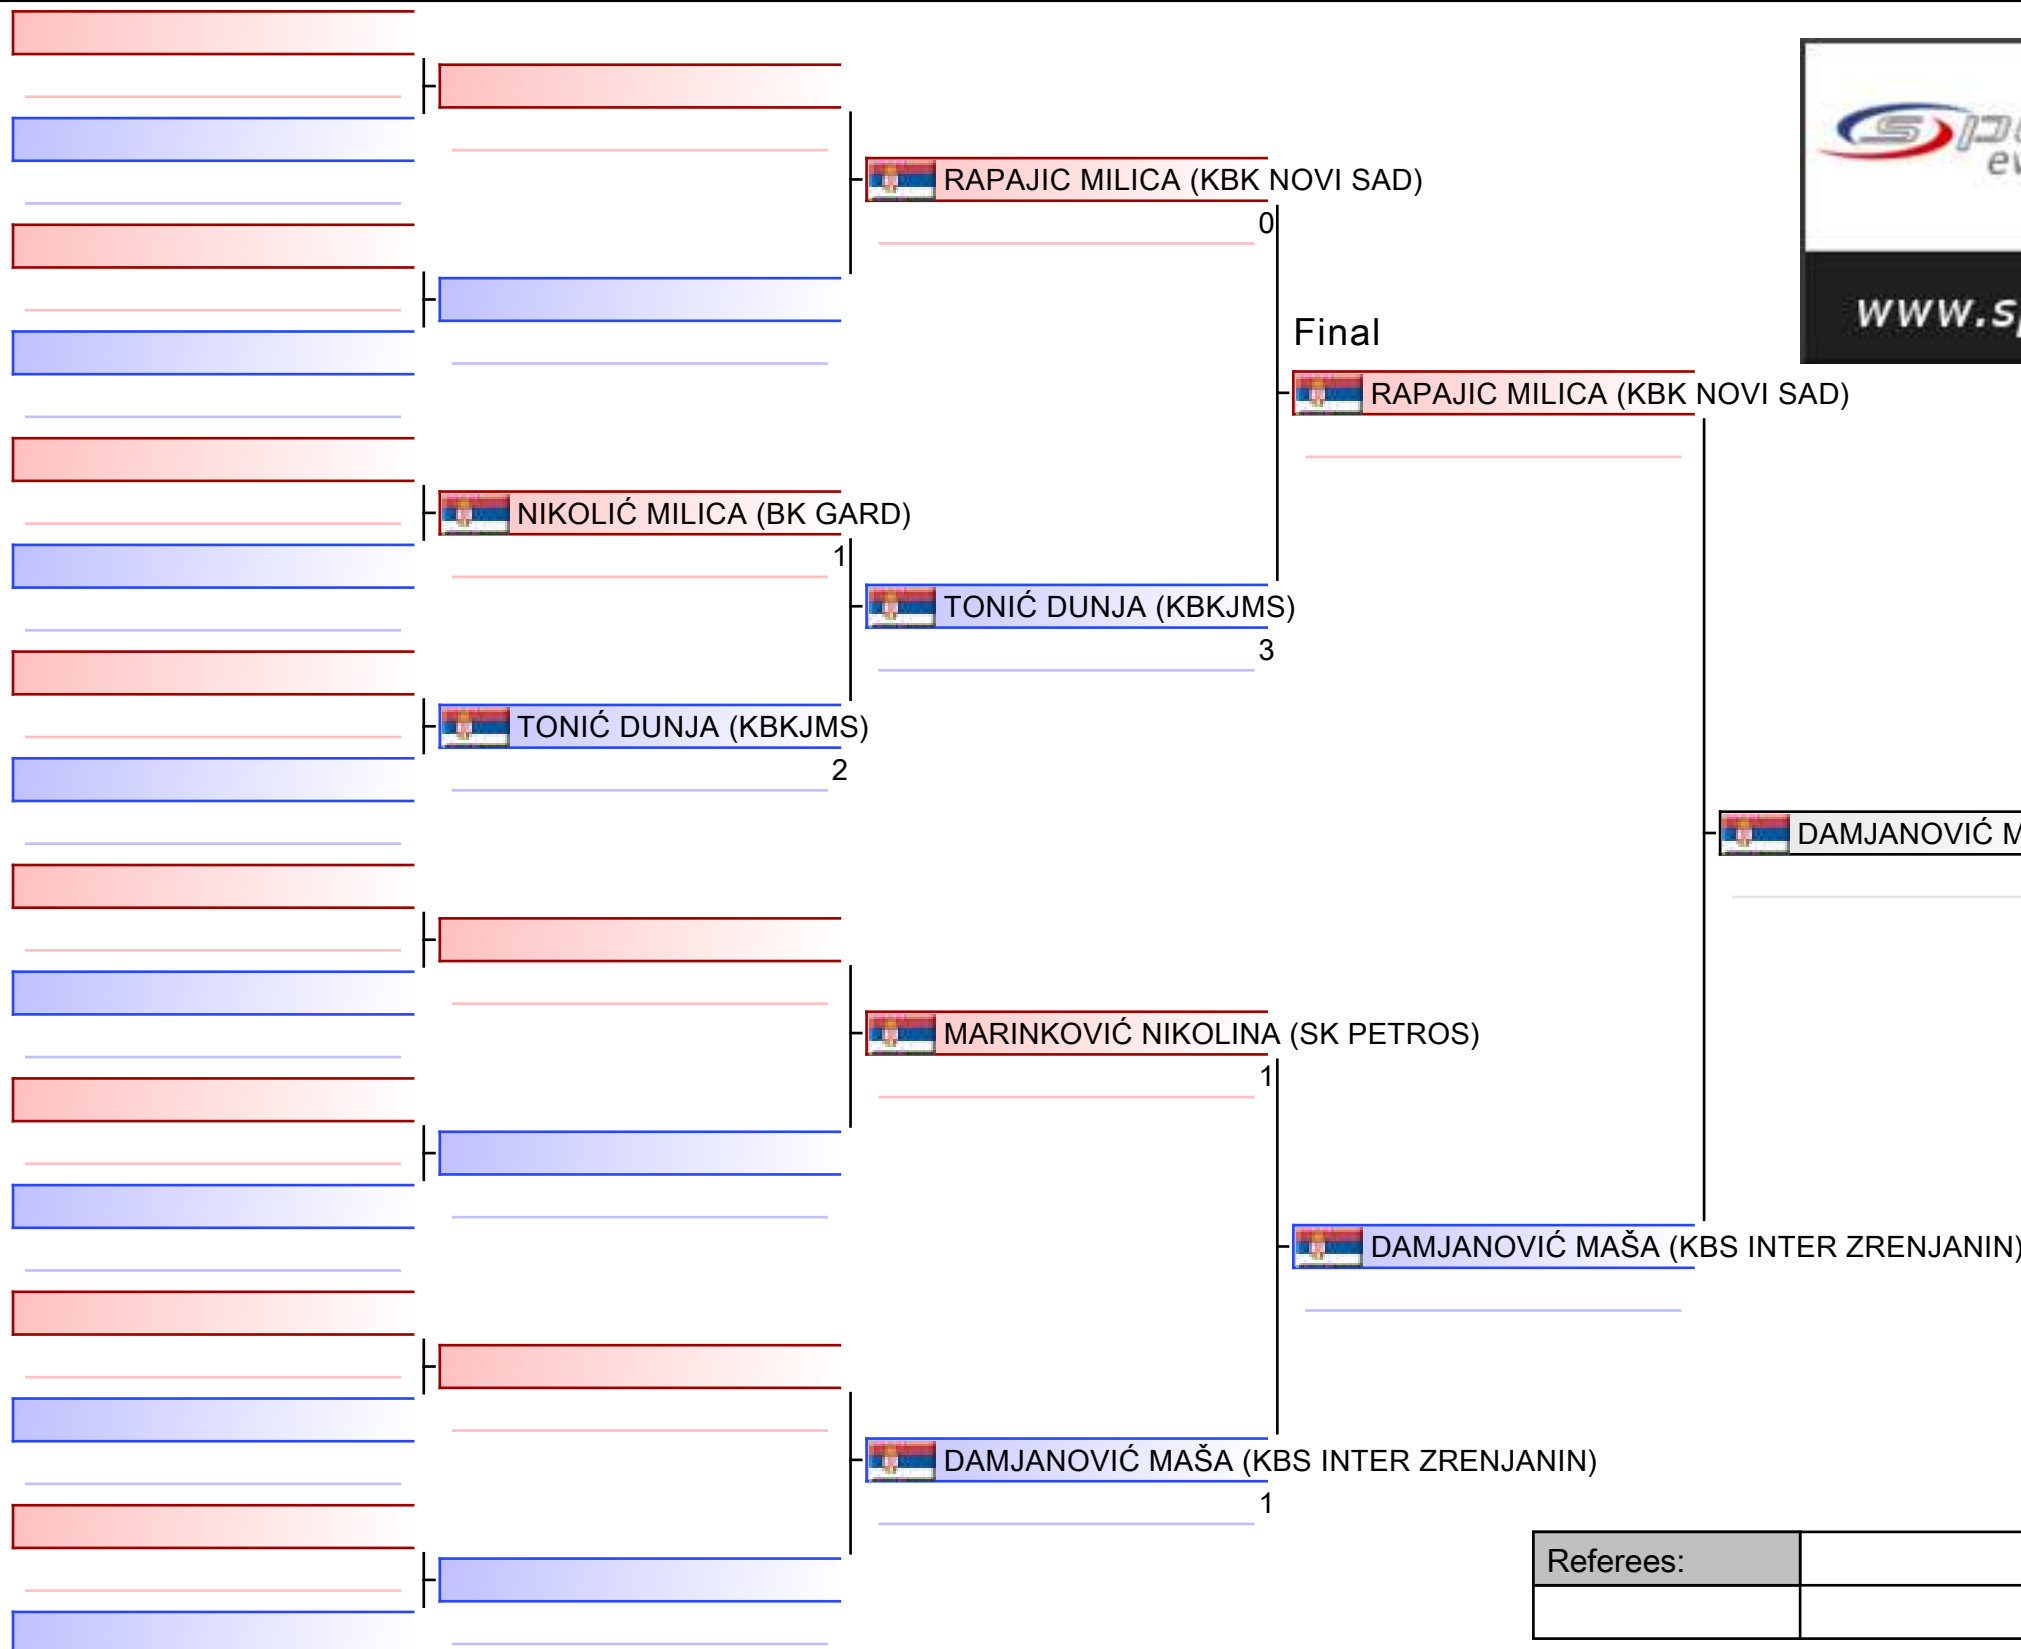 RAPAJIC MILICA (KBK NOVI SAD)
0
Final
www.s
RAPAJIC MILICA (KBK NOVI SAD)
NIKOLIĆ MILICA (BK GARD)
1
TONIĆ DUNJA (KBKJMS)
3
TONIĆ DUNJA (KBKJMS)
2
DAMJANOVIĆ M
MARINKOVIĆ NIKOLINA (SK PETROS)
1
DAMJANOVIĆ MAŠA (KBS INTER ZRENJANIN)
DAMJANOVIĆ MAŠA (KBS INTER ZRENJANIN)
1
Referees: